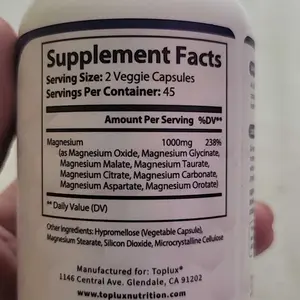 Supplement Facts
Serving Size: 2 Veggie Capsules
Servings Per Container: 45
Amount Per Serving %DV**
Magnesium 1000mg 238%
(as Magnesium Oxide, Magnesium Glycinate,
Magnesium Malate, Magnesium Taurate,
Magnesium Citrate, Magnesium Carbonate,
Magnesium Aspartate, Magnesium Orotate)
** Daily Value (DV)
Other Ingredients: Hypromellose (Vegetable Capsule),
Magnesium Stearate, Silicon Dioxide, Microcrystalline Cellulose
Manufactured for: Toplux®
1146 Central Ave. Glendale, CA 91202
www.topluxnutrition.com